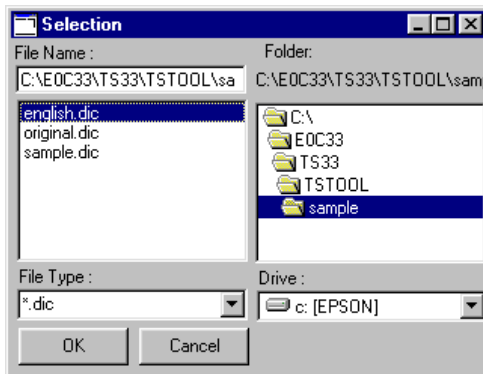 Selection
File Name :
C:\E0C33\TS33\TSTOOL\sa
english.dic
original.dic
sample.dic
File Type :
*.dic
OK
Cancel
Folder:
C:\E0C33\TS33\TSTOOL\sam
C:\
E0C33
TS33
TSTOOL
sample
Drive :
c: [EPSON]